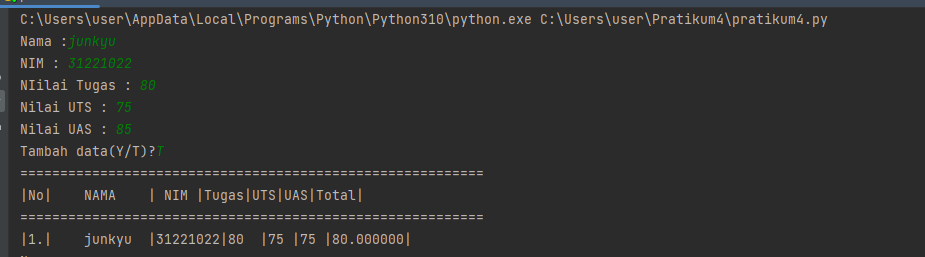 C:\Users\user\AppData\Local\Programs\Python\Python310\python.exe C:\Users\user\Pratikum4\pratikum4.py
Nama :junkyu
NIM : 31221022
NIilai Tugas : 80
Nilai UTS : 75
Nilai UAS : 85
Tambah data(Y/T)?T
==========================================================
|No|    NAMA    | NIM |Tugas|UTS|UAS|Total|
==========================================================
|1.|    junkyu  |31221022|80  |75 |75 |80.000000|